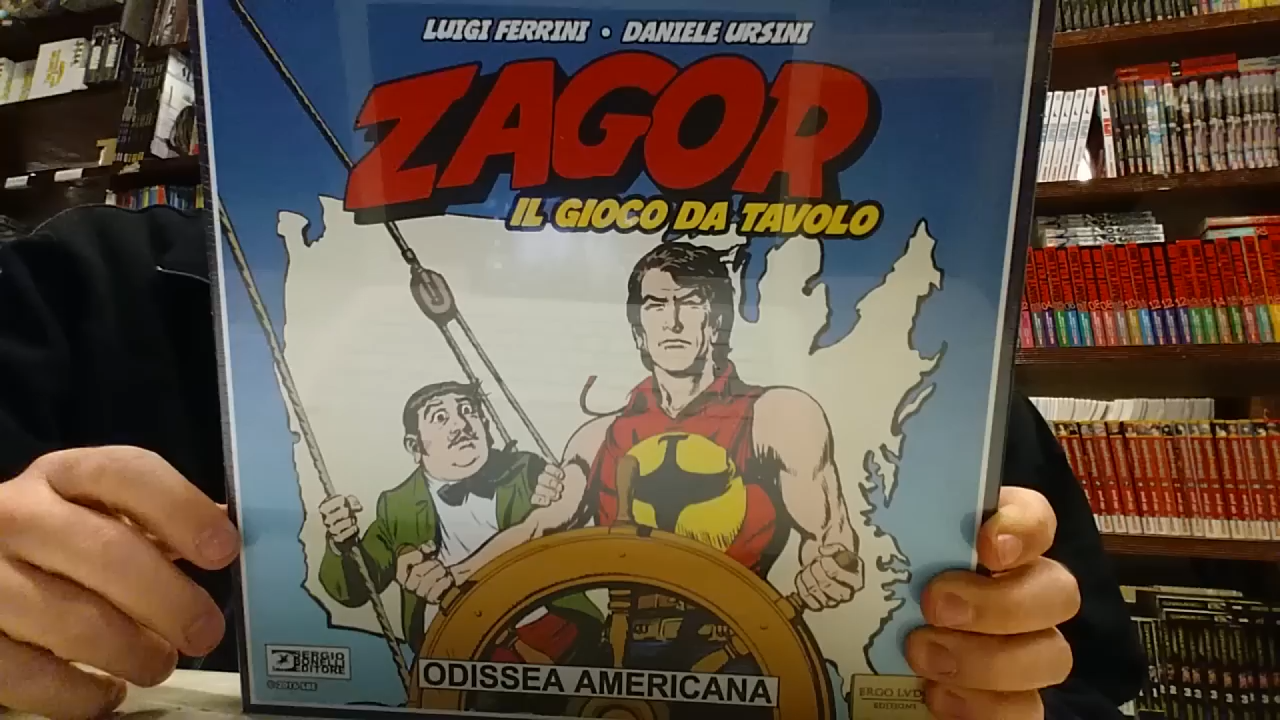 LUIGI FERRINI • DANIELE URSINI
ZAGOR
IL GIOCO DA TAVOLO
SERGIO
BONELLI
EDITORE
ODISSEA AMERICANA
ERGO LVDO
EDITIONS